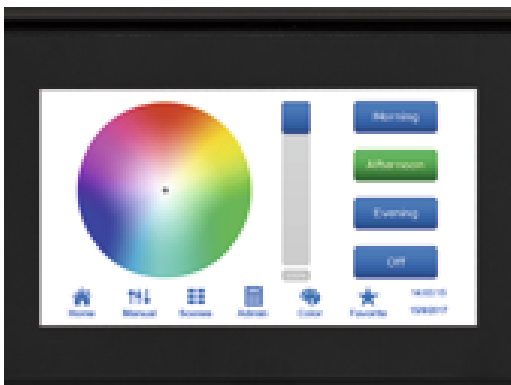 Morning
Afternoon
Evening
Off
Home
Manual
Scenes
Admin
Color
Favorite